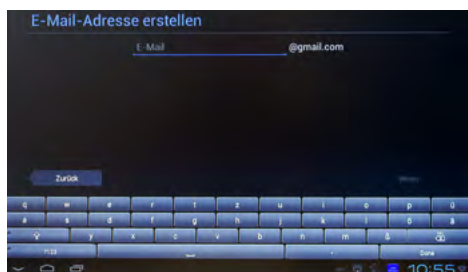 E-Mail-Adresse erstellen
E-Mail @gmail.com
Zurück
q w e r t z u i o p ü
a s d f g h j k l ö ä
y x c v b n m ß
?123 Done
10:55